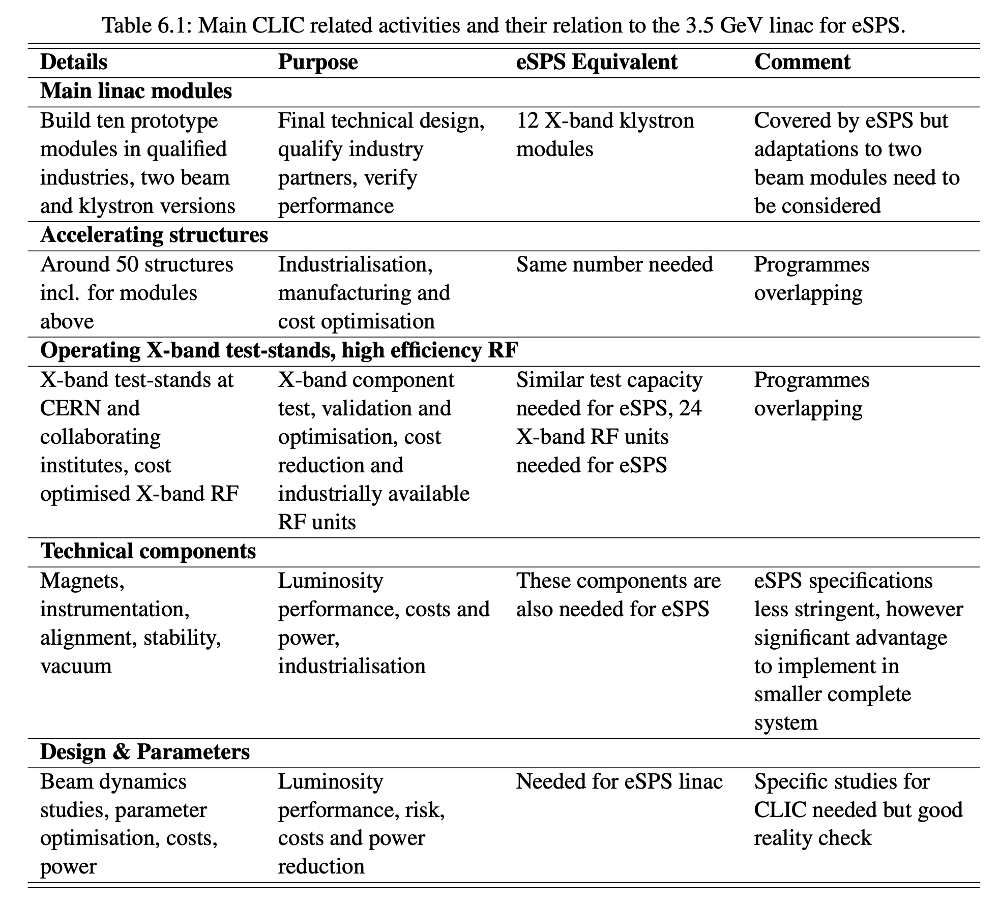 Table 6.1: Main CLIC related activities and their relation to the 3.5 GeV linac for eSPS.
Details Purpose eSPS Equivalent Comment
Main linac modules
Build ten prototype Final technical design, 12 X-band klystron Covered by eSPS but
modules in qualified qualify industry modules adaptations to two
industries, two beam partners, verify beam modules need to
and klystron versions performance be considered
Accelerating structures
Around 50 structures Industrialisation, Same number needed Programmes
incl. for modules manufacturing and overlapping
above cost optimisation
Operating X-band test-stands, high efficiency RF
X-band test-stands at X-band component Similar test capacity Programmes
CERN and test, validation and needed for eSPS, 24 overlapping
collaborating optimisation, cost X-band RF units
institutes, cost reduction and needed for eSPS
optimised X-band RF industrially available
RF units
Technical components
Magnets, Luminosity These components are eSPS specifications
instrumentation, performance, costs and also needed for eSPS less stringent, however
alignment, stability, power, significant advantage
vacuum industrialisation to implement in
smaller complete
system
Design & Parameters
Beam dynamics Luminosity Needed for eSPS linac Specific studies for
studies, parameter performance, risk, CLIC needed but good
optimisation, costs, costs and power reality check
power reduction